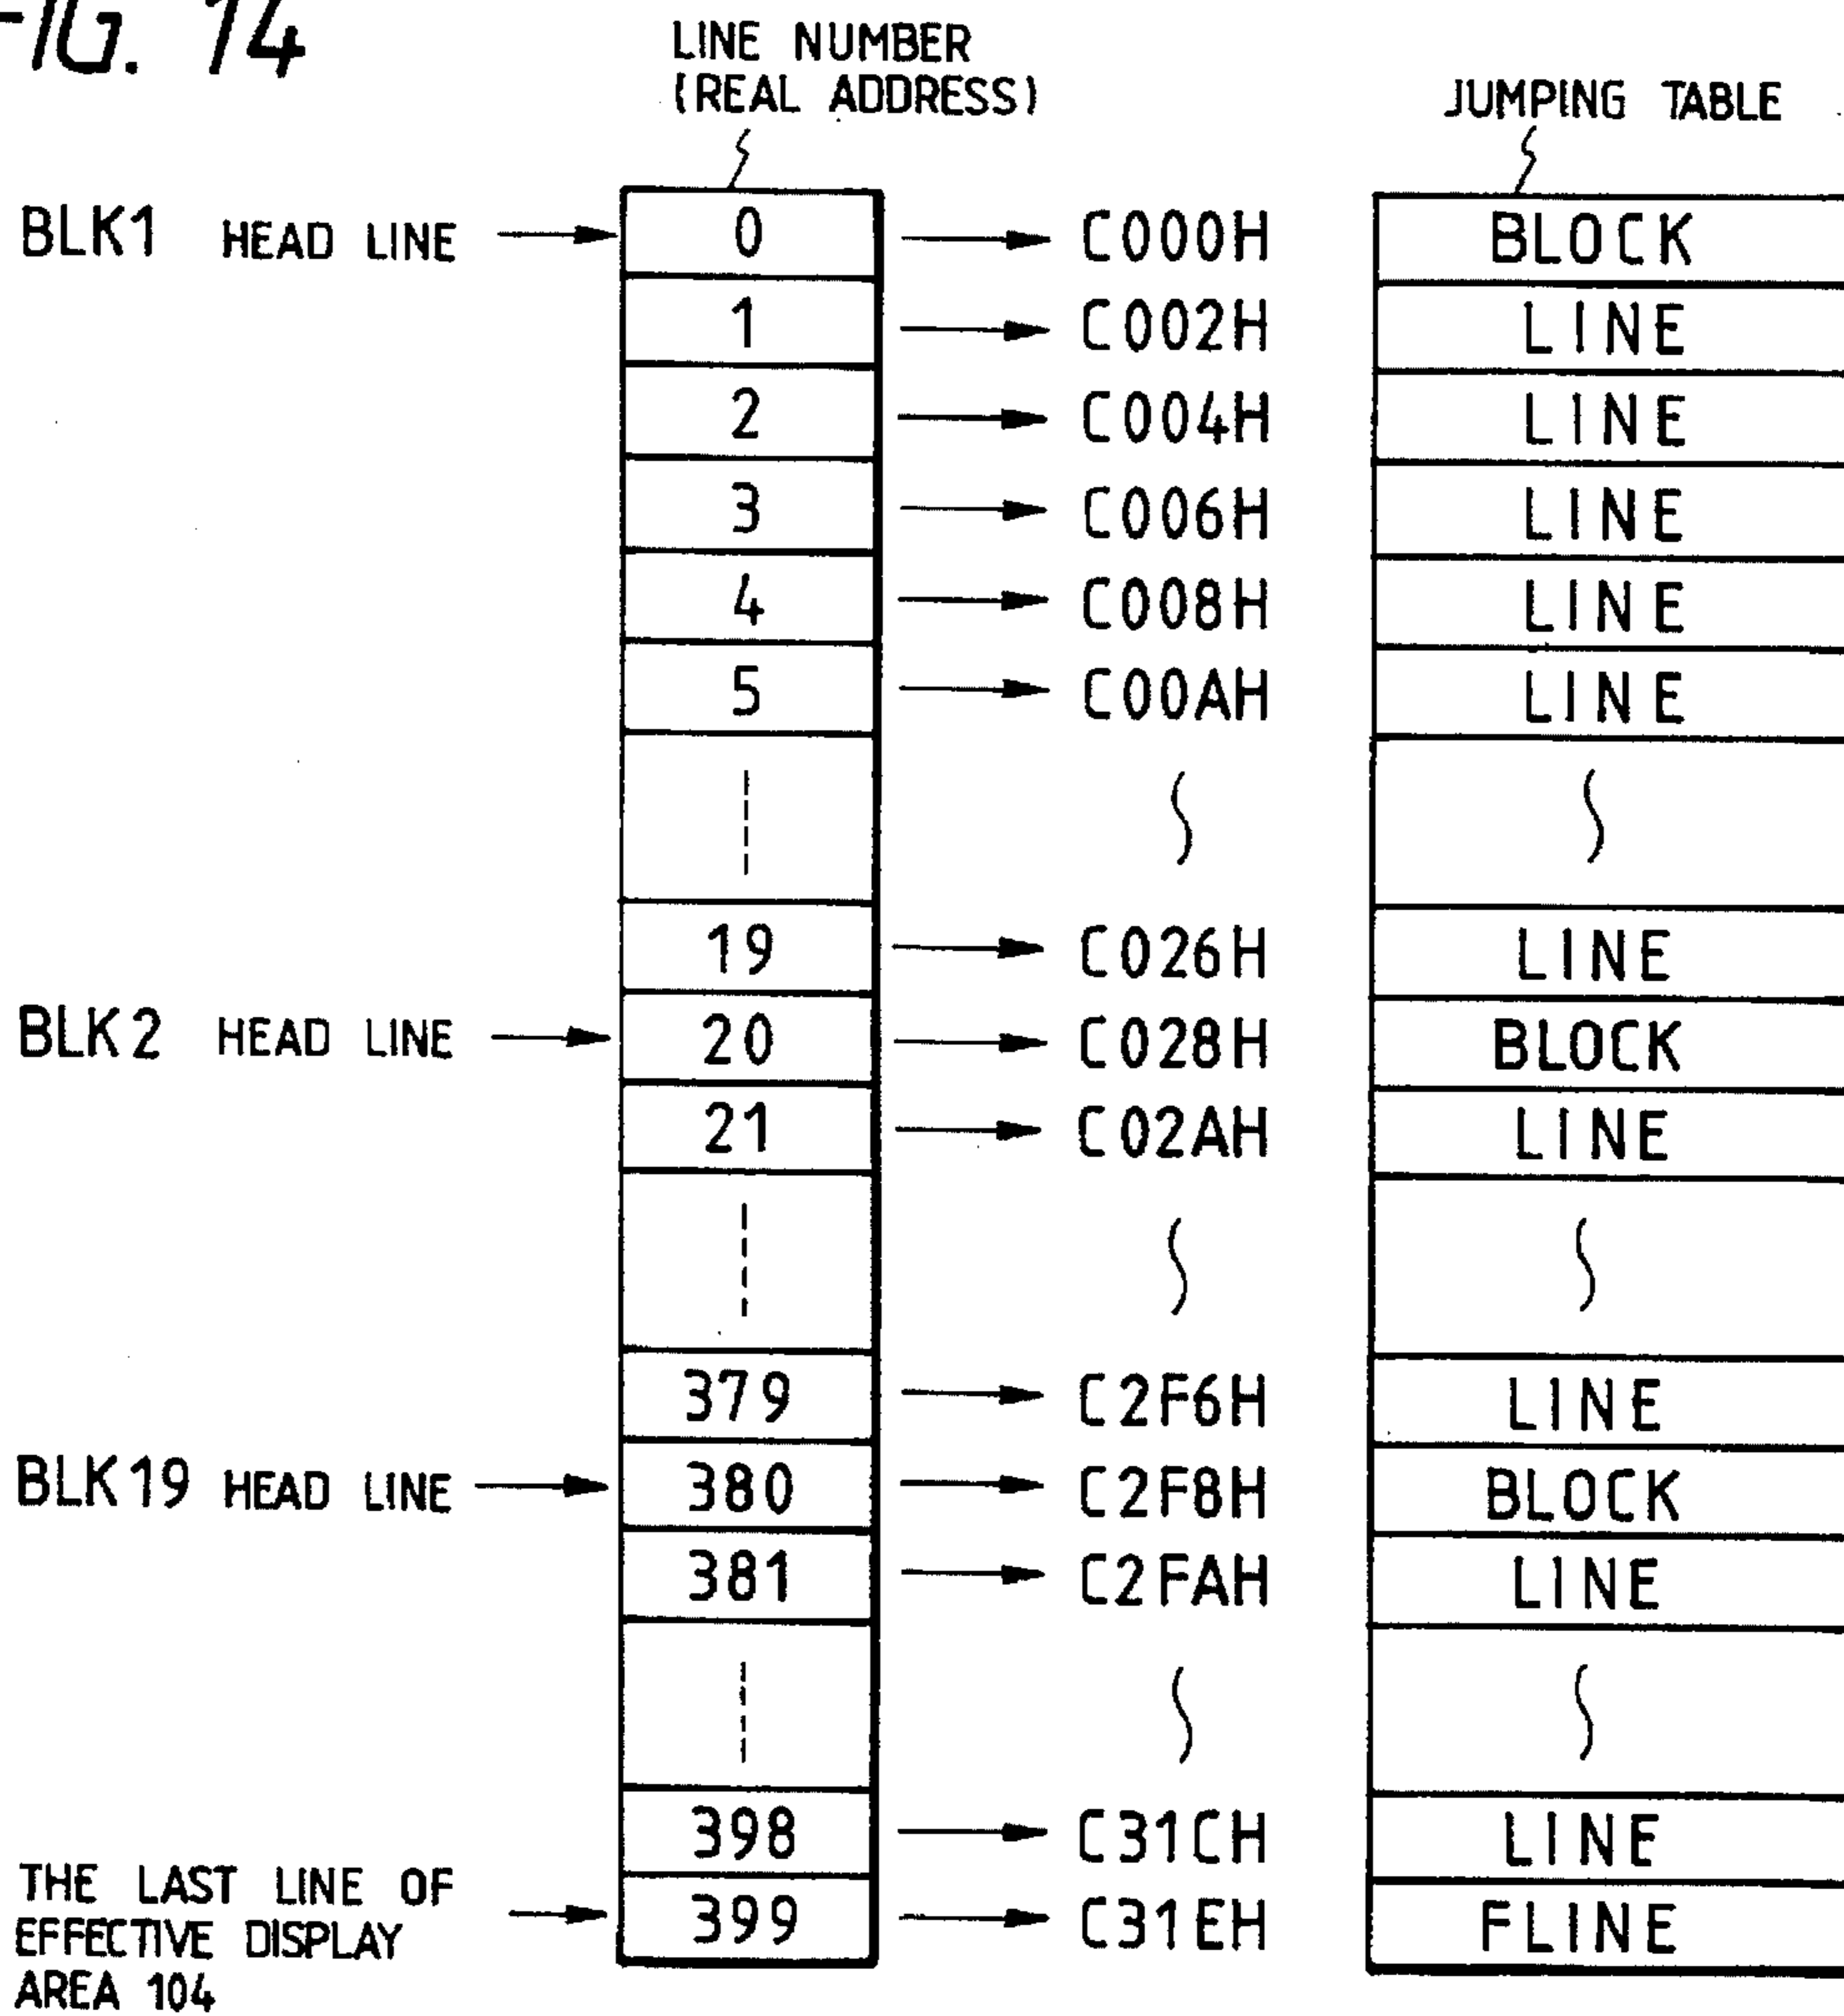 FIG. 14
LINE NUMBER
(REAL ADDRESS)
JUMPING TABLE
BLK1 HEAD LINE 0 C000H BLOCK
1 C002H LINE
2 C004H LINE
3 C006H LINE
4 C008H LINE
5 C00AH LINE
19 C026H LINE
BLK2 HEAD LINE 20 C028H BLOCK
21 C02AH LINE
379 C2F6H LINE
BLK19 HEAD LINE 380 C2F8H BLOCK
381 C2FAH LINE
398 C31CH LINE
THE LAST LINE OF
EFFECTIVE DISPLAY
AREA 104
399 C31EH FLINE